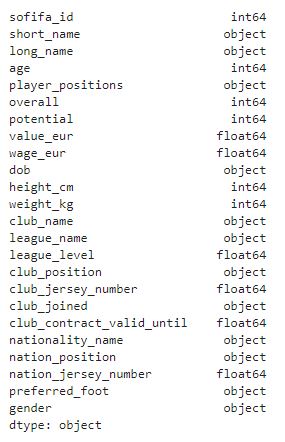 sofifa_id int64
short_name object
long_name object
age int64
player_positions object
overall int64
potential int64
value_eur float64
wage_eur float64
dob object
height_cm int64
weight_kg int64
club_name object
league_name object
league_level float64
club_position object
club_jersey_number float64
club_joined object
club_contract_valid_until float64
nationality_name object
nation_position object
nation_jersey_number float64
preferred_foot object
gender object
dtype: object